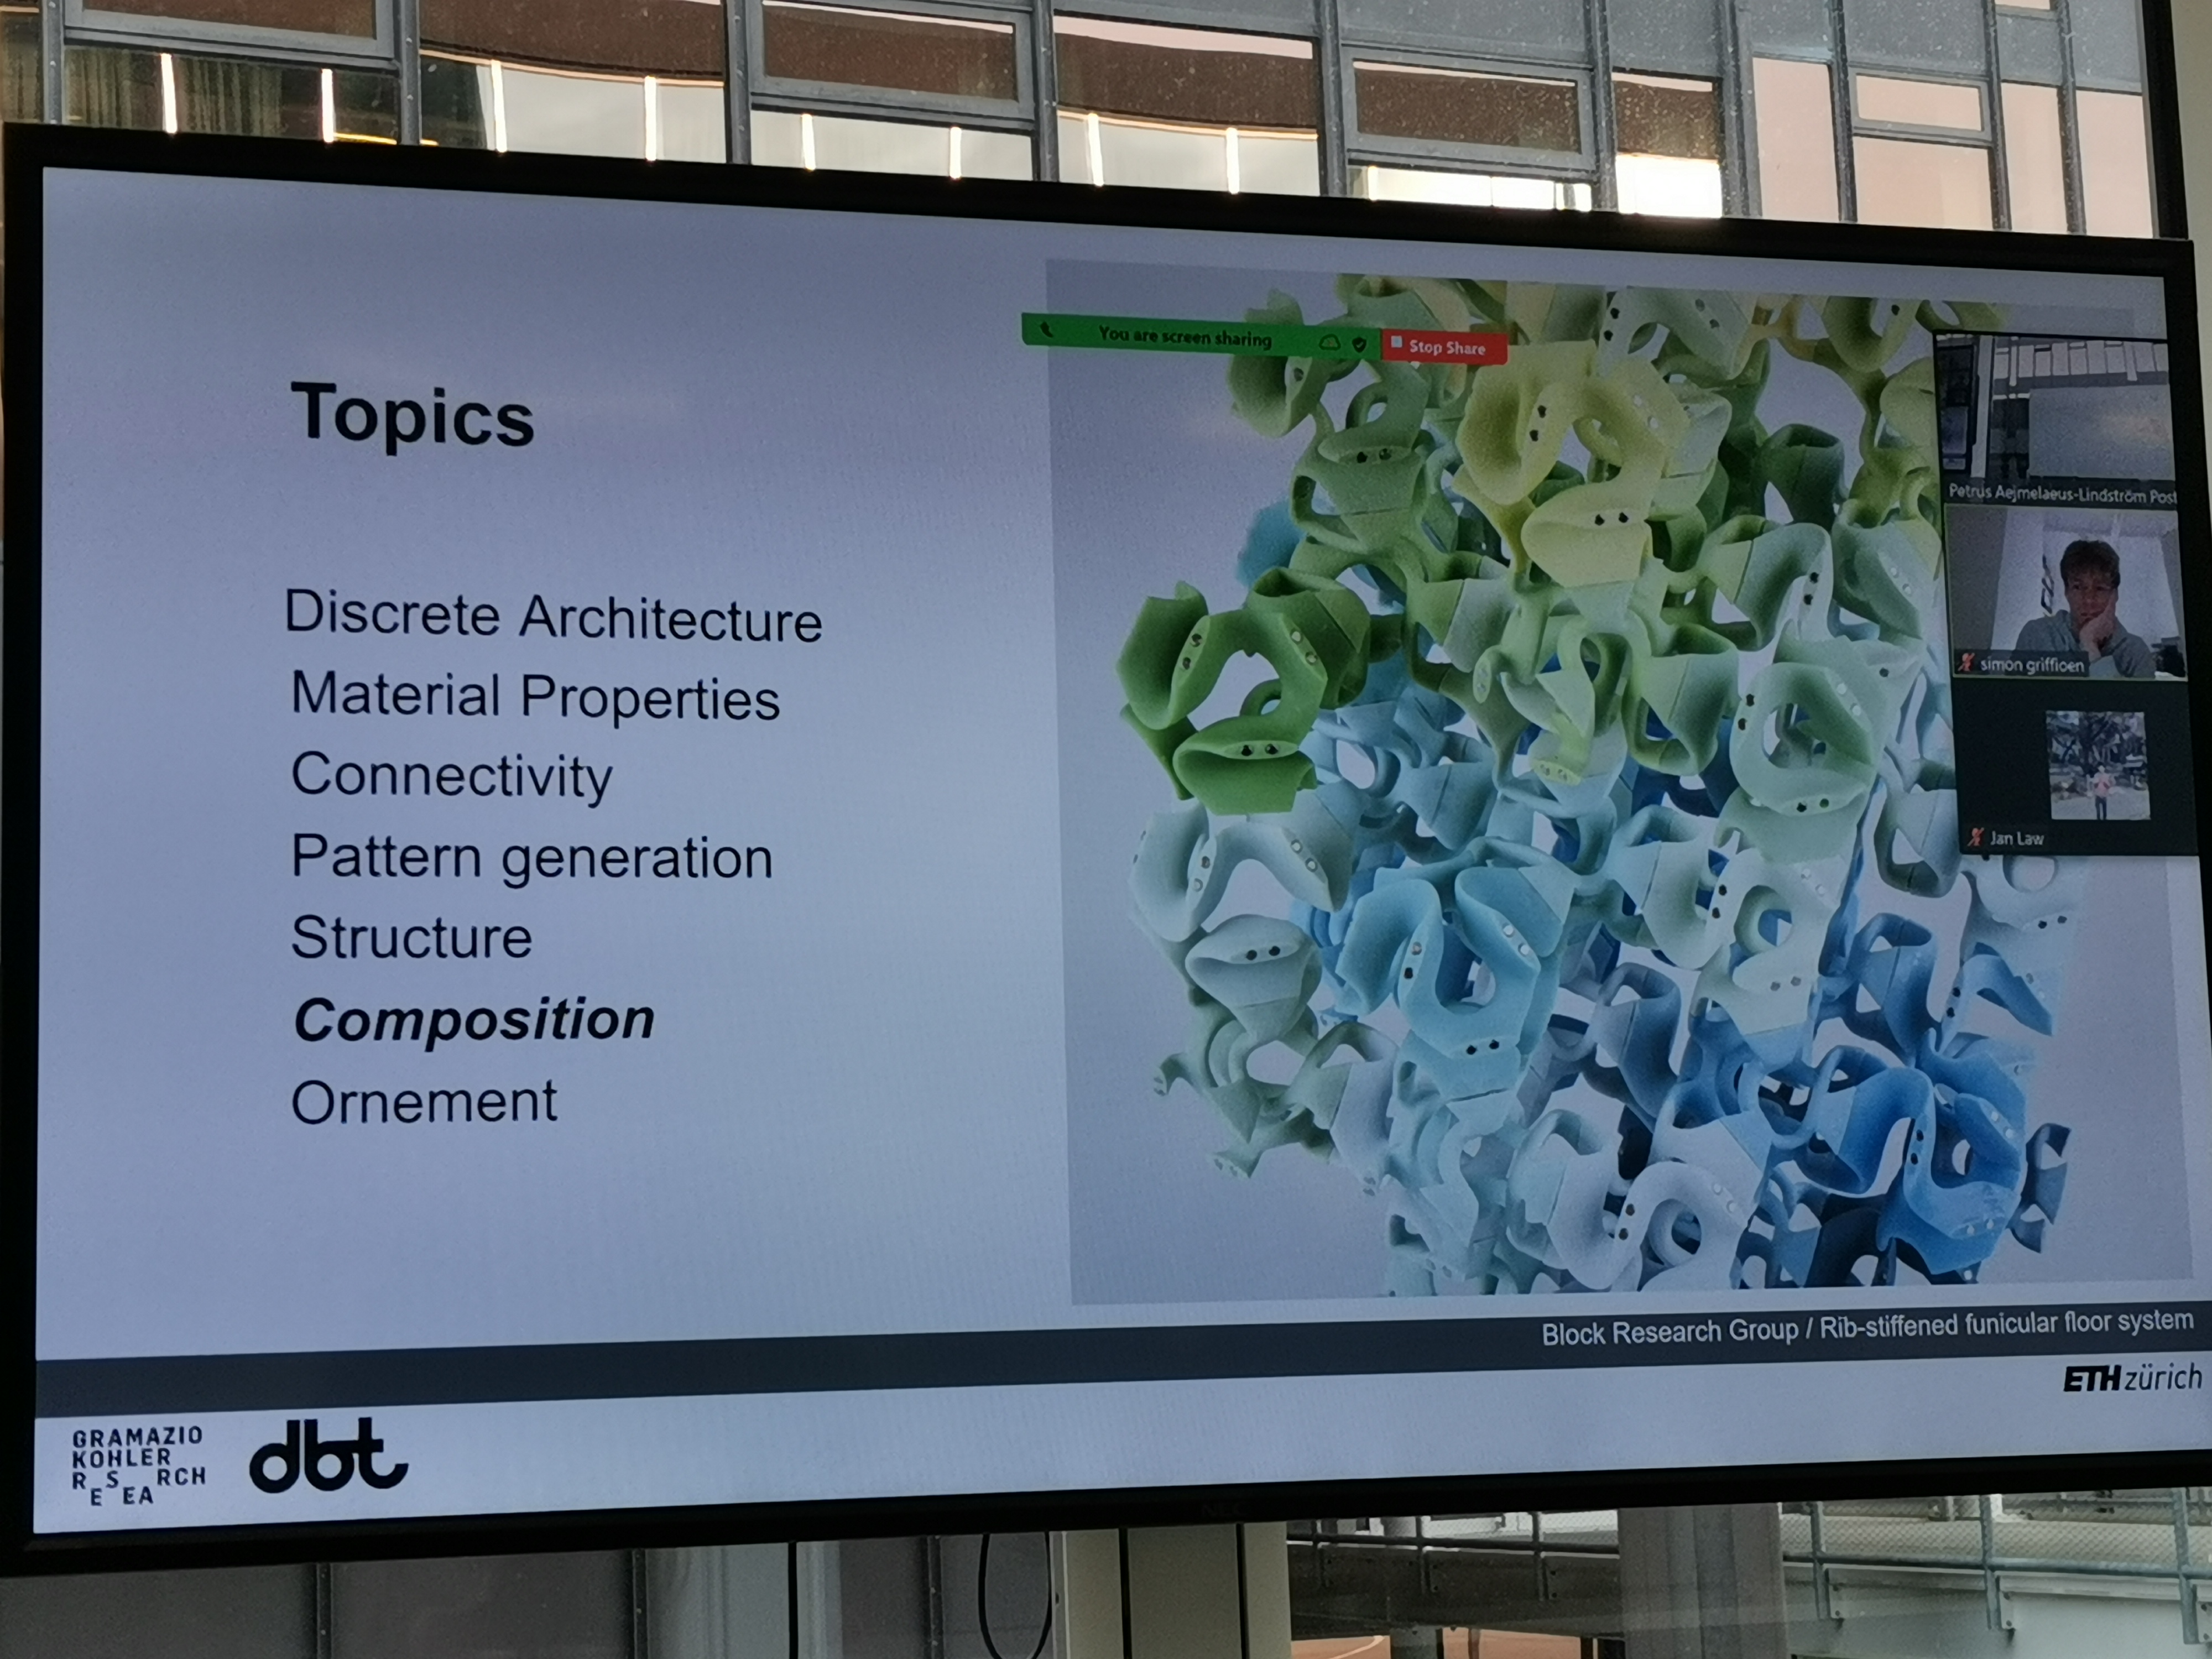 You are screen sharing
Stop Share
Topics
Discrete Architecture
Material Properties
Connectivity
Pattern generation
Structure
Composition
Ornement
Petrus Aejmelaeus-Lindström Post
simon griffioen
Jan Law
Block Research Group / Rib-stiffened funicular floor system
ETH zürich
GRAMAZIO
KOHLER
RESEARCH
dbt